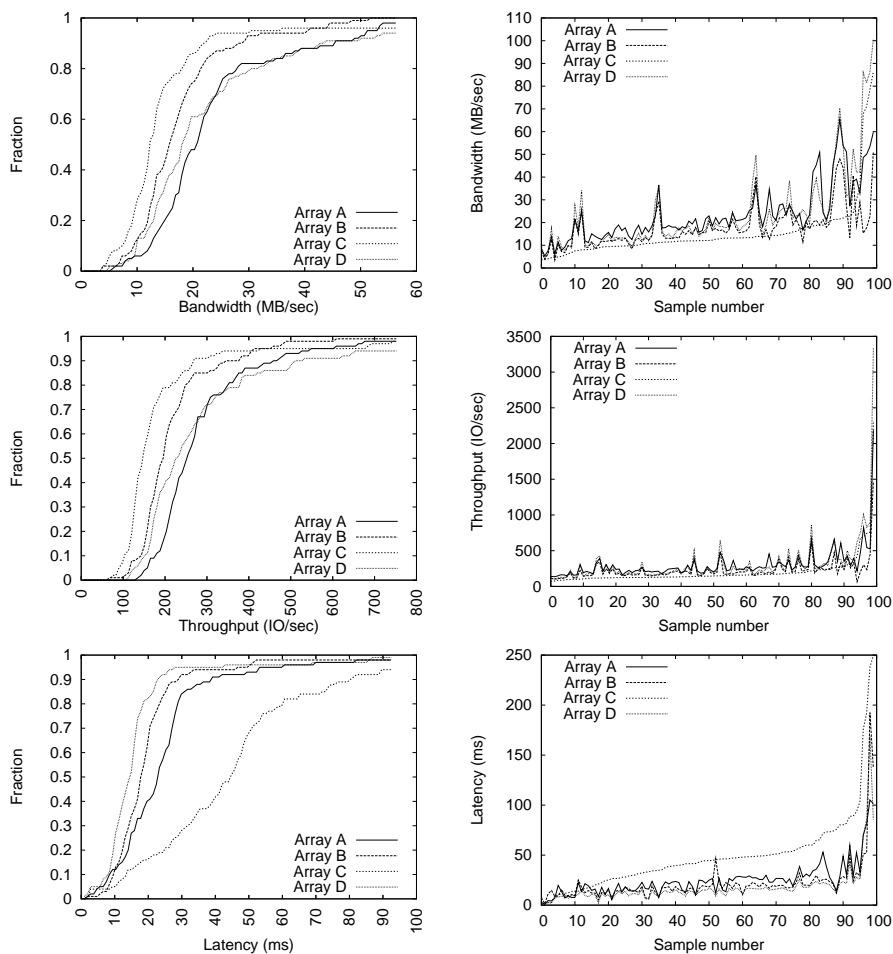 1
0.8
0.6
0.4
0.2
0
Fraction
0
10
20
30
40
50
60
Bandwidth (MB/sec)
Array A
Array B
Array C
Array D
110
100
90
80
70
60
50
40
30
20
10
0
Bandwidth (MB/sec)
0 10 20 30 40 50 60 70 80 90 100
Sample number
Array A
Array B
Array C
Array D
1
0.9
0.8
0.7
0.6
0.5
0.4
0.3
0.2
0.1
0
Fraction
0
100
200
300
400
500
600
700
800
Throughput (IO/sec)
Array A
Array B
Array C
Array D
3500
3000
2500
2000
1500
1000
500
0
Throughput (IO/sec)
0 10 20 30 40 50 60 70 80 90 100
Sample number
Array A
Array B
Array C
Array D
1
0.9
0.8
0.7
0.6
0.5
0.4
0.3
0.2
0.1
0
Fraction
0
10
20
30
40
50
60
70
80
90
100
Latency (ms)
Array A
Array B
Array C
Array D
250
200
150
100
50
0
Latency (ms)
0 10 20 30 40 50 60 70 80 90 100
Sample number
Array A
Array B
Array C
Array D